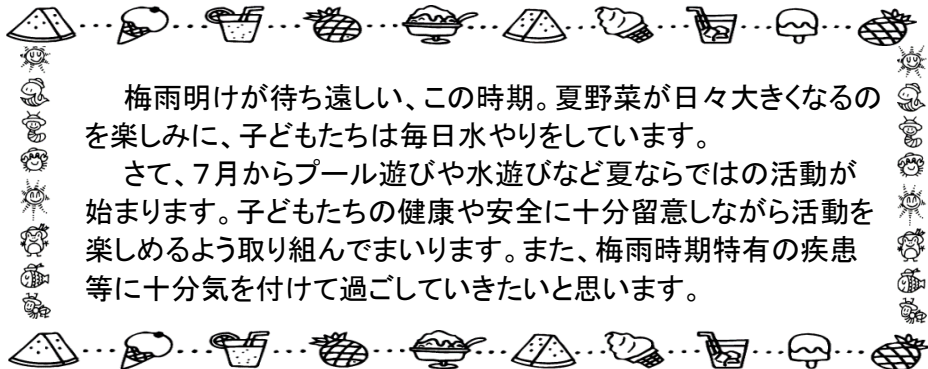 梅雨明けが待ち遠しい、この時期。夏野菜が日々大きくなるの
を楽しみに、子どもたちは毎日水やりをしています。
　さて、７月からプール遊びや水遊びなど夏ならではの活動が
始まります。子どもたちの健康や安全に十分留意しながら活動を
楽しめるよう取り組んでまいります。また、梅雨時期特有の疾患
等に十分気を付けて過ごしていきたいと思います。